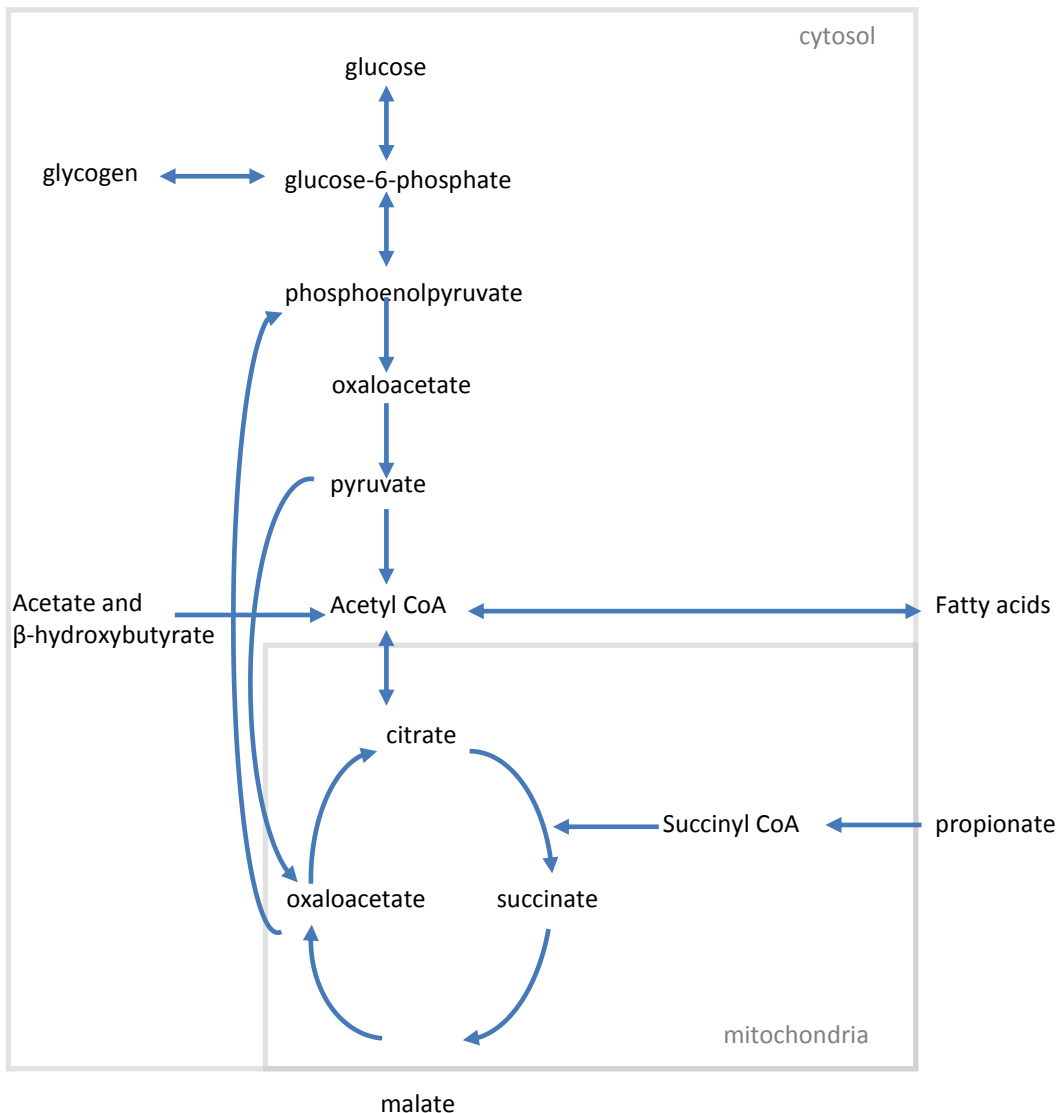 cytosol
glucose
glycogen
glucose-6-phosphate
phosphoenolpyruvate
oxaloacetate
pyruvate
Acetate and
β-hydroxybutyrate
Acetyl CoA
Fatty acids
citrate
Succinyl CoA
propionate
oxaloacetate
succinate
mitochondria
malate